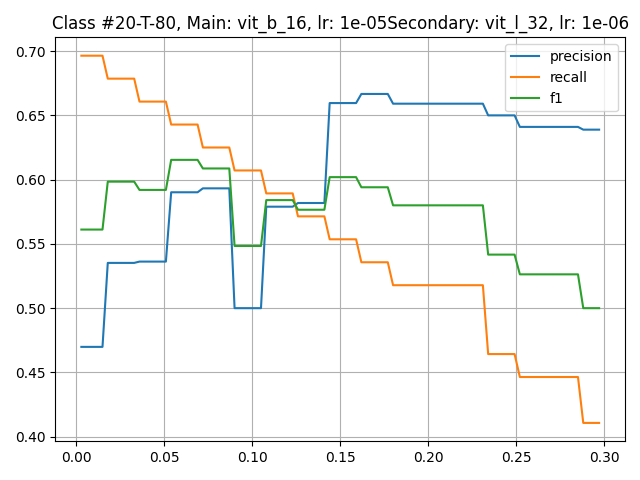 Class #20-T-80, Main: vit_b_16, lr: 1e-05Secondary: vit_l_32, lr: 1e-06
precision
recall
f1
0.70
0.65
0.60
0.55
0.50
0.45
0.40
0.00 0.05 0.10 0.15 0.20 0.25 0.30